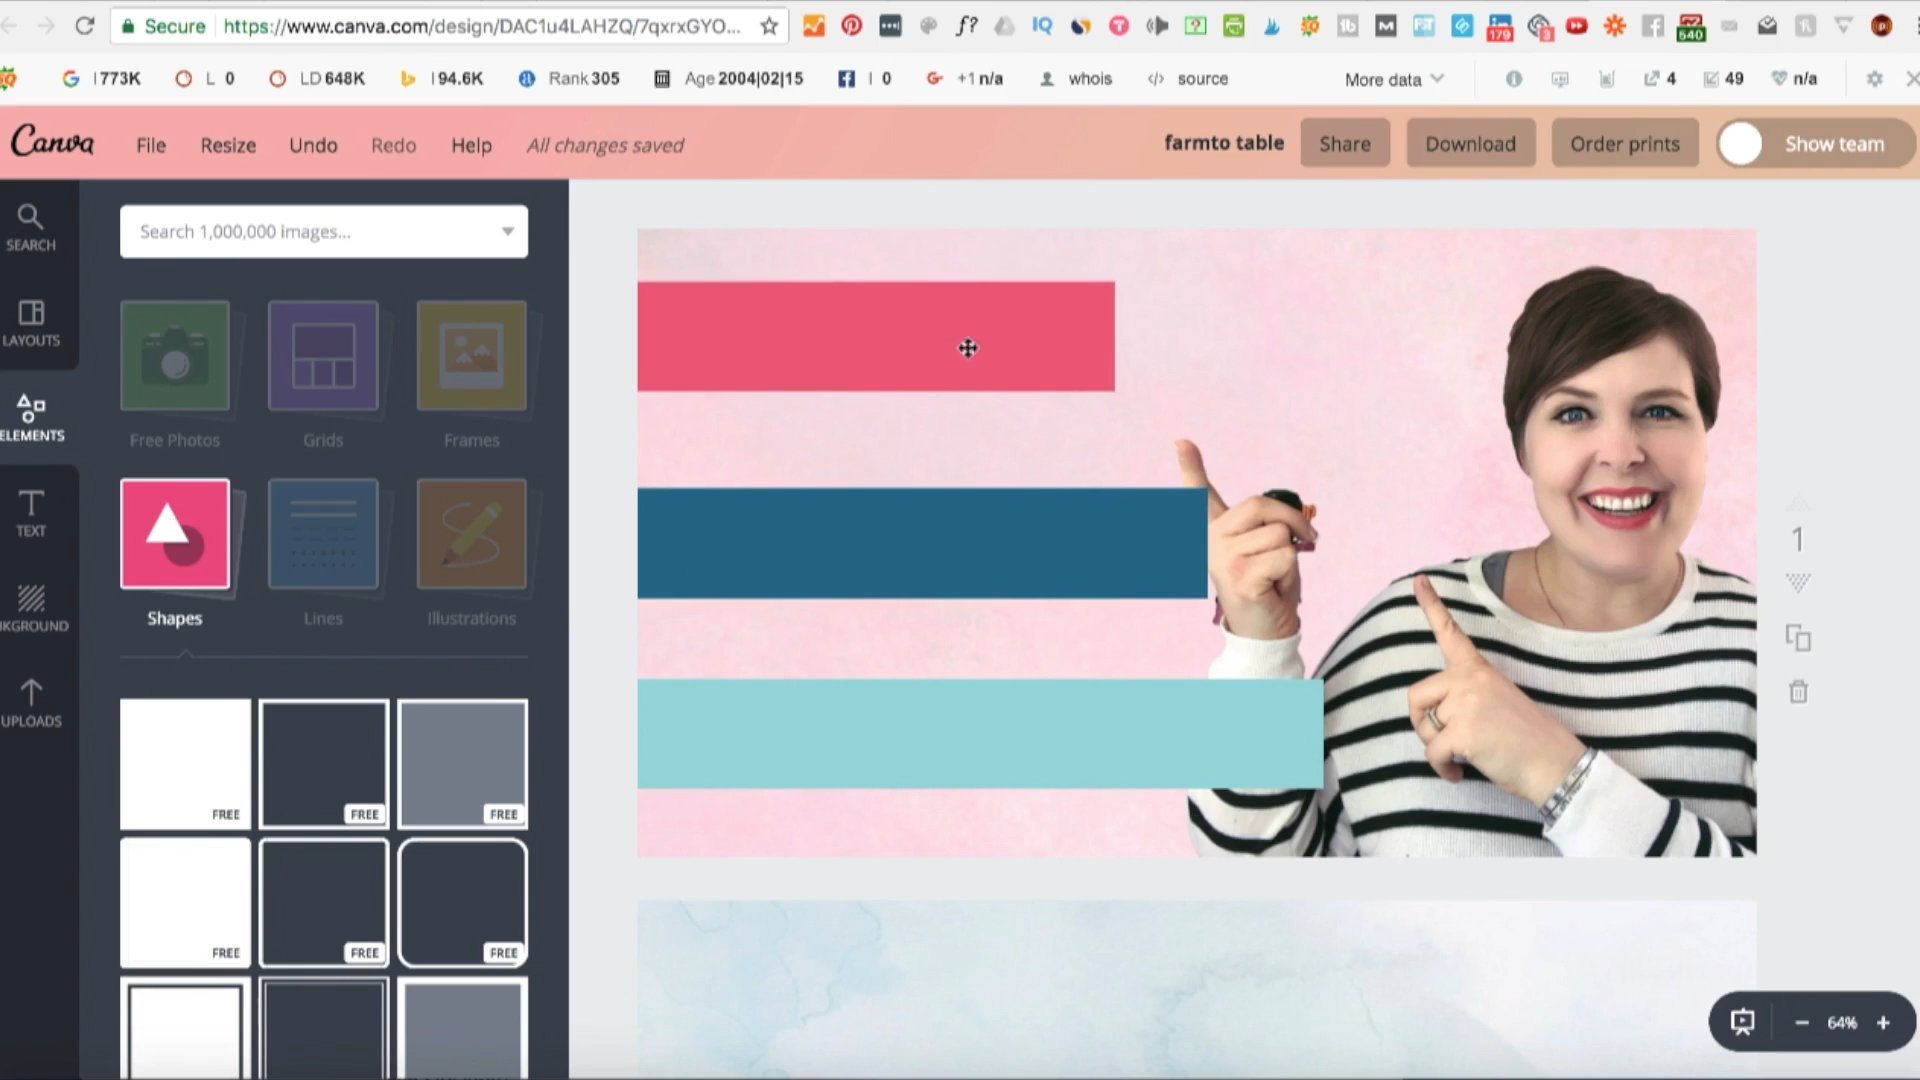 Secure https://www.canva.com/design/DAC1u4LAHZQ/7qxrxGYO...
179 3 540
I 773K L 0 LD 648K I 94.6K Rank 305 Age 2004|02|15 I 0 +1 n/a whois source More data 4 49 n/a
Canva File Resize Undo Redo Help All changes saved farmto table Share Download Order prints Show team
Search 1,000,000 images...
SEARCH
LAYOUTS
ELEMENTS
TEXT
KGROUND
UPLOADS
Free Photos Grids Frames
Shapes Lines Illustrations
FREE FREE FREE
FREE FREE FREE
1
64%